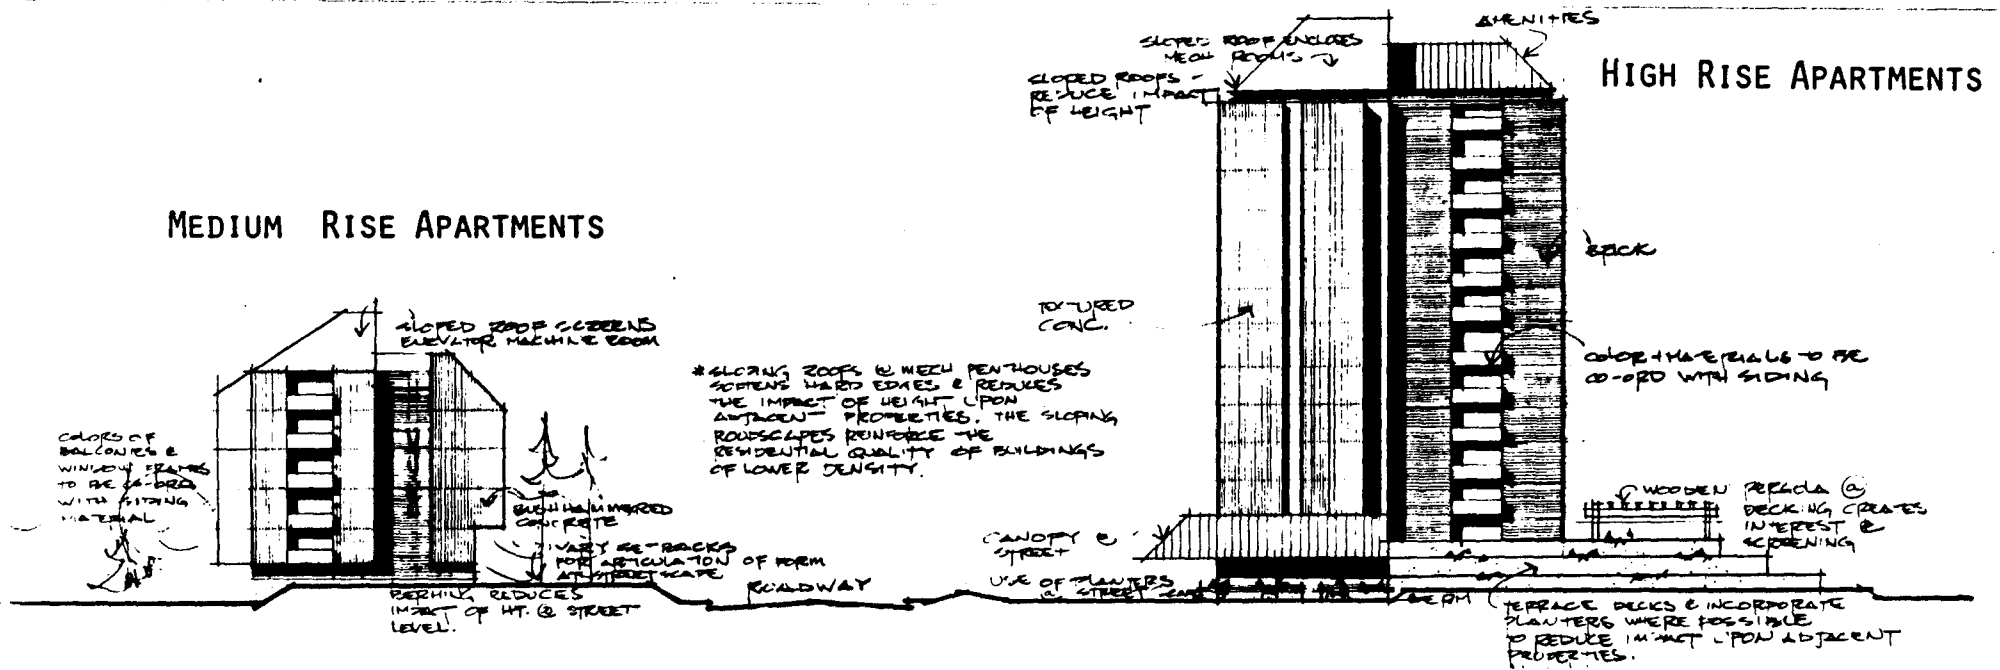 MEDIUM RISE APARTMENTS
SLOPED ROOF SCREENS
ELEVATOR MACHINE ROOM
COLORS OF
BALCONIES &
WINDOW FRAMES
TO BE CO-ORD
WITH SIDING
MATERIAL
BUSH HAMMERED
CONCRETE
VARY SET-BACKS
FOR ARTICULATION OF FORM
AT STREETSCAPE
BERMING REDUCES
IMPACT OF HT. @ STREET
LEVEL.
ROADWAY
* SLOPING ROOFS @ MECH PENTHOUSES
SOFTENS HARD EDGES & REDUCES
THE IMPACT OF HEIGHT UPON
ADJACENT PROPERTIES. THE SLOPING
ROOFSCAPES REINFORCE THE
RESIDENTIAL QUALITY OF BUILDINGS
OF LOWER DENSITY.
HIGH RISE APARTMENTS
AMENITIES
SLOPED ROOF ENCLOSES
MECH ROOMS
SLOPED ROOFS -
REDUCE IMPACT
OF HEIGHT
BRICK
TEXTURED
CONC.
COLOR + MATERIALS TO BE
CO-ORD WITH SIDING
WOODEN PERGOLA @
DECKING CREATES
INTEREST &
SCREENING
CANOPY @
STREET
USE OF PLANTERS
@ STREET
BERM
TERRACE DECKS & INCORPORATE
PLANTERS WHERE POSSIBLE
TO REDUCE IMPACT UPON ADJACENT
PROPERTIES.